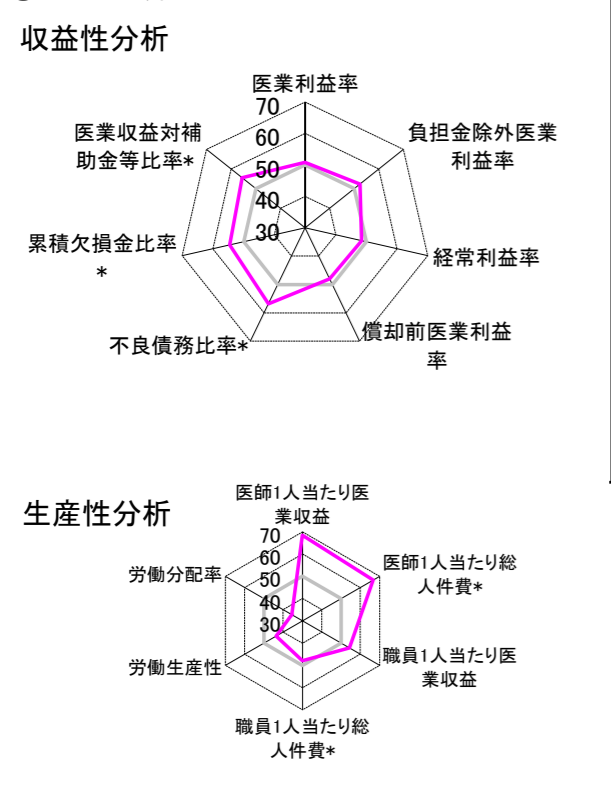 収益性分析
医業利益率
70
60
50
40
30
負担金除外医業
利益率
経常利益率
償却前医業利益
率
不良債務比率*
累積欠損金比率
*
医業収益対補
助金等比率*
生産性分析
医師1人当たり医
業収益
70
60
50
40
30
医師1人当たり総
人件費*
職員1人当たり医
業収益
職員1人当たり総
人件費*
労働生産性
労働分配率